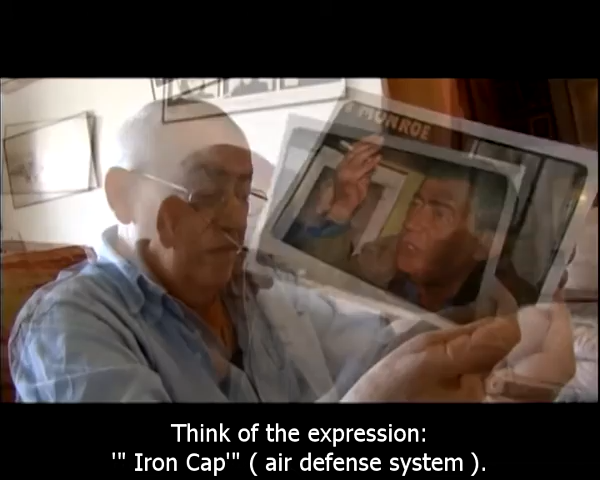 MONROE
Think of the expression:
'" Iron Cap'" ( air defense system ).